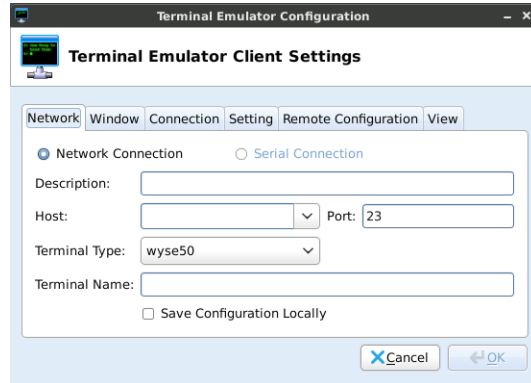 Terminal Emulator Configuration
Terminal Emulator Client Settings
Network Window Connection Setting Remote Configuration View
Network Connection Serial Connection
Description:
Host: Port: 23
Terminal Type: wyse50
Terminal Name:
Save Configuration Locally
Cancel OK